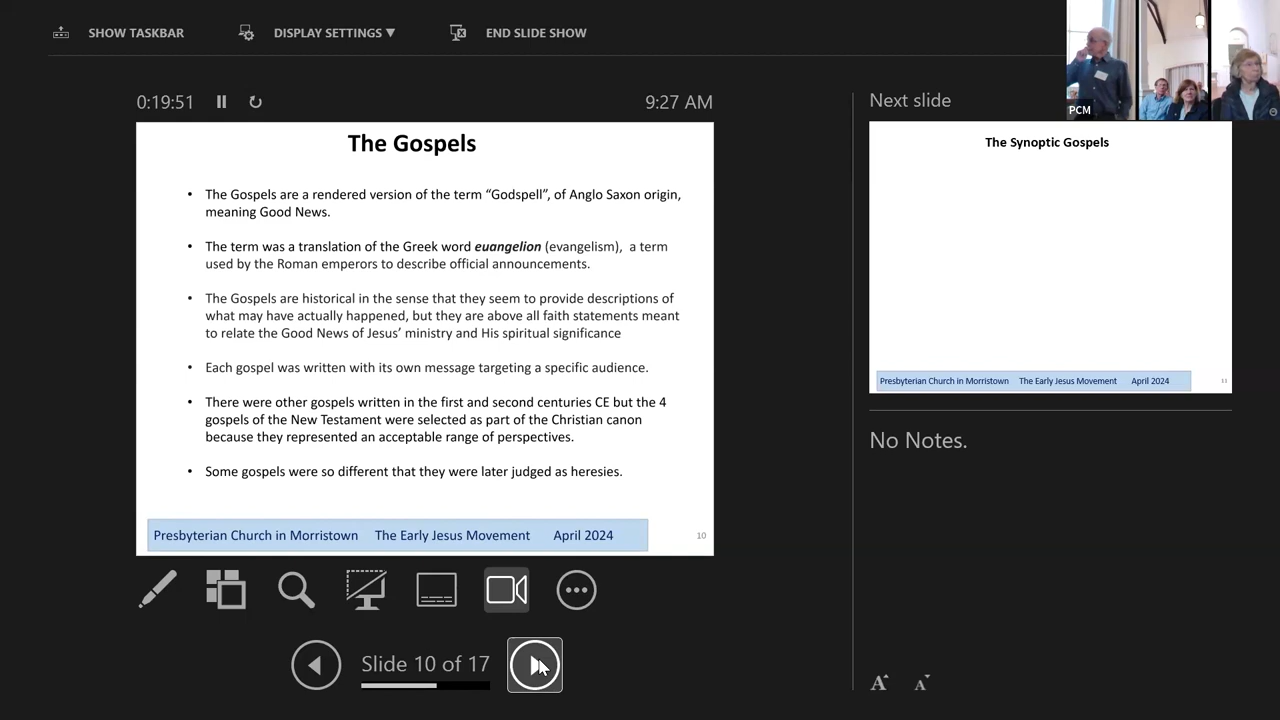 SHOW TASKBAR
DISPLAY SETTINGS ▼
END SLIDE SHOW
PCM
0:19:51
9:27 AM
The Gospels
• The Gospels are a rendered version of the term “Godspell”, of Anglo Saxon origin,
meaning Good News.
• The term was a translation of the Greek word euangelion (evangelism),  a term
used by the Roman emperors to describe official announcements.
• The Gospels are historical in the sense that they seem to provide descriptions of
what may have actually happened, but they are above all faith statements meant
to relate the Good News of Jesus’ ministry and His spiritual significance
• Each gospel was written with its own message targeting a specific audience.
• There were other gospels written in the first and second centuries CE but the 4
gospels of the New Testament were selected as part of the Christian canon
because they represented an acceptable range of perspectives.
• Some gospels were so different that they were later judged as heresies.
Presbyterian Church in Morristown The Early Jesus Movement April 2024
10
Slide 10 of 17
Next slide
The Synoptic Gospels
Presbyterian Church in Morristown The Early Jesus Movement April 2024
11
No Notes.
A A